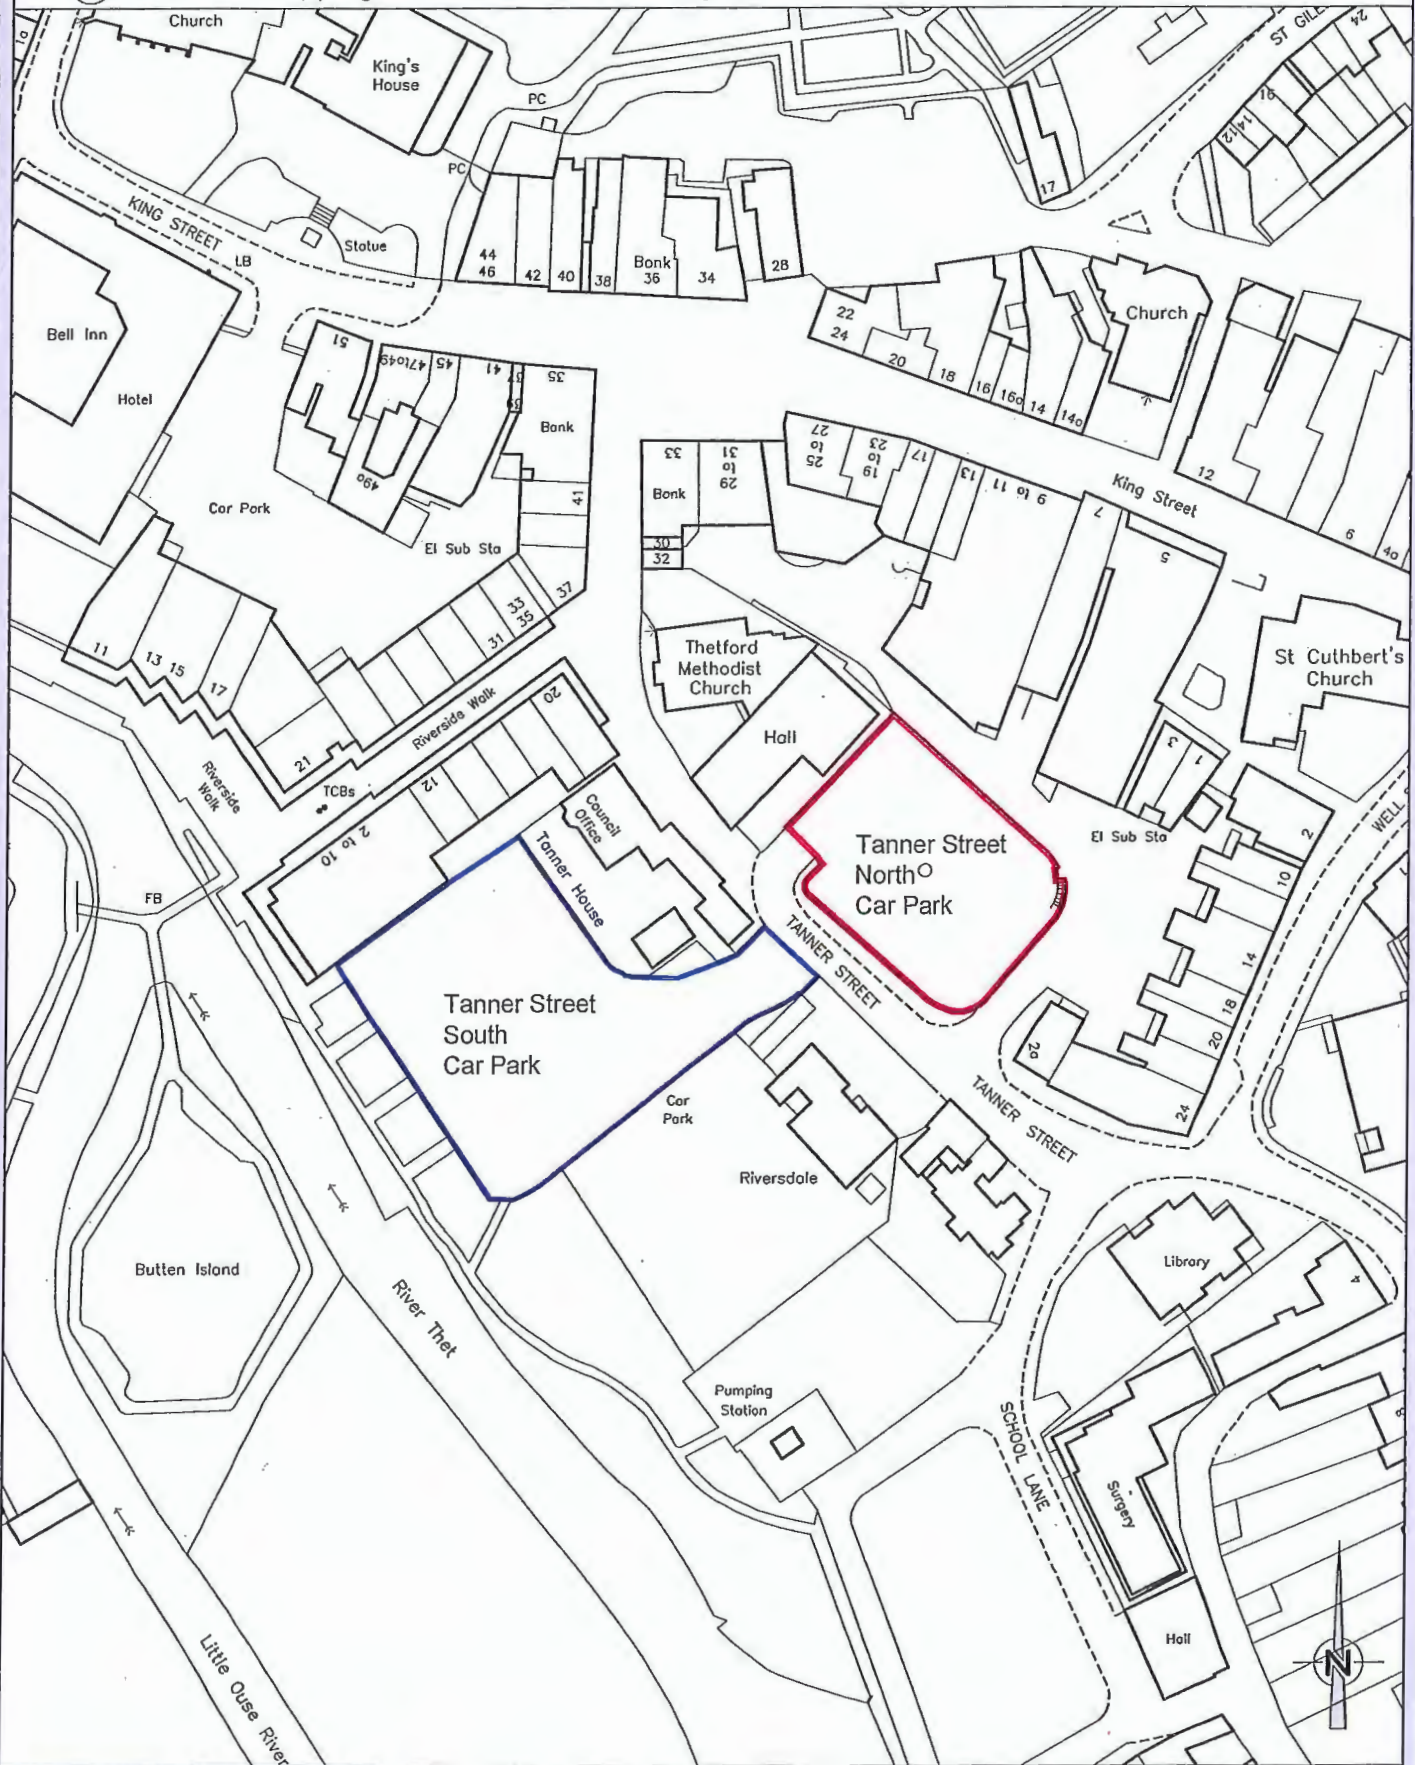 Church
1a
King's
House
PC
PC
ST GILES
24
16
14
12
17
KING STREET
LB
Statue
44
46
42
40
38
Bank
36
34
28
Bell Inn
Hotel
51
47to49
45
41
37
39
35
Bank
49a
41
Car Park
El Sub Sta
22
24
20
18
16
16a
14
14a
Church
12
6
4a
King Street
33
Bank
31
to
29
27
to
25
23
to
19
17
13
9 to 11
7
5
30
32
37
33
35
31
11
13
15
17
21
Riverside Walk
20
12
2 to 10
TCBs
Riverside
Walk
FB
Thetford
Methodist
Church
Hall
St Cuthbert's
Church
3
1
El Sub Sta
2
10
14
18
20
24
2a
WELL
Council
Office
Tanner House
Tanner Street
North
Car Park
TANNER STREET
Tanner Street
South
Car Park
Car
Park
TANNER STREET
Riversdale
Library
4
8
Butten Island
River Thet
Pumping
Station
SCHOOL LANE
Surgery
Hall
Little Ouse River
N